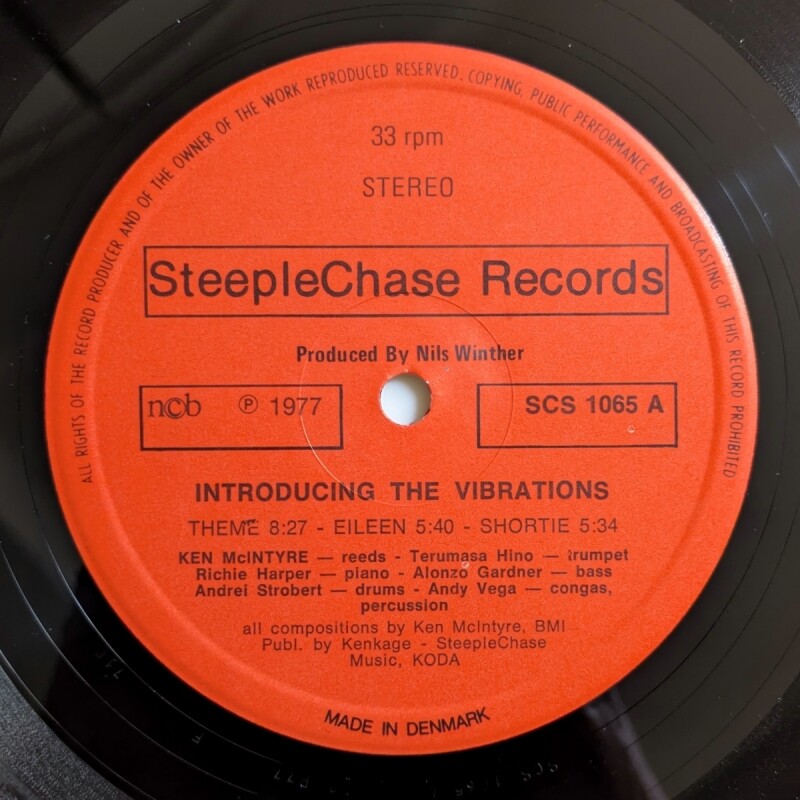 ALL RIGHTS OF THE RECORD PRODUCER AND OF THE OWNER OF THE WORK REPRODUCED RESERVED. COPYING, PUBLIC PERFORMANCE AND BROADCASTING OF THIS RECORD PROHIBITED
33 rpm
STEREO
SteepleChase Records
Produced By Nils Winther
ncb ℗ 1977
SCS 1065 A
INTRODUCING THE VIBRATIONS
THEME 8:27 - EILEEN 5:40 - SHORTIE 5:34
KEN McINTYRE — reeds - Terumasa Hino — trumpet
Richie Harper — piano - Alonzo Gardner — bass
Andrei Strobert — drums - Andy Vega — congas,
percussion
all compositions by Ken McIntyre, BMI
Publ. by Kenkage - SteepleChase
Music, KODA
MADE IN DENMARK